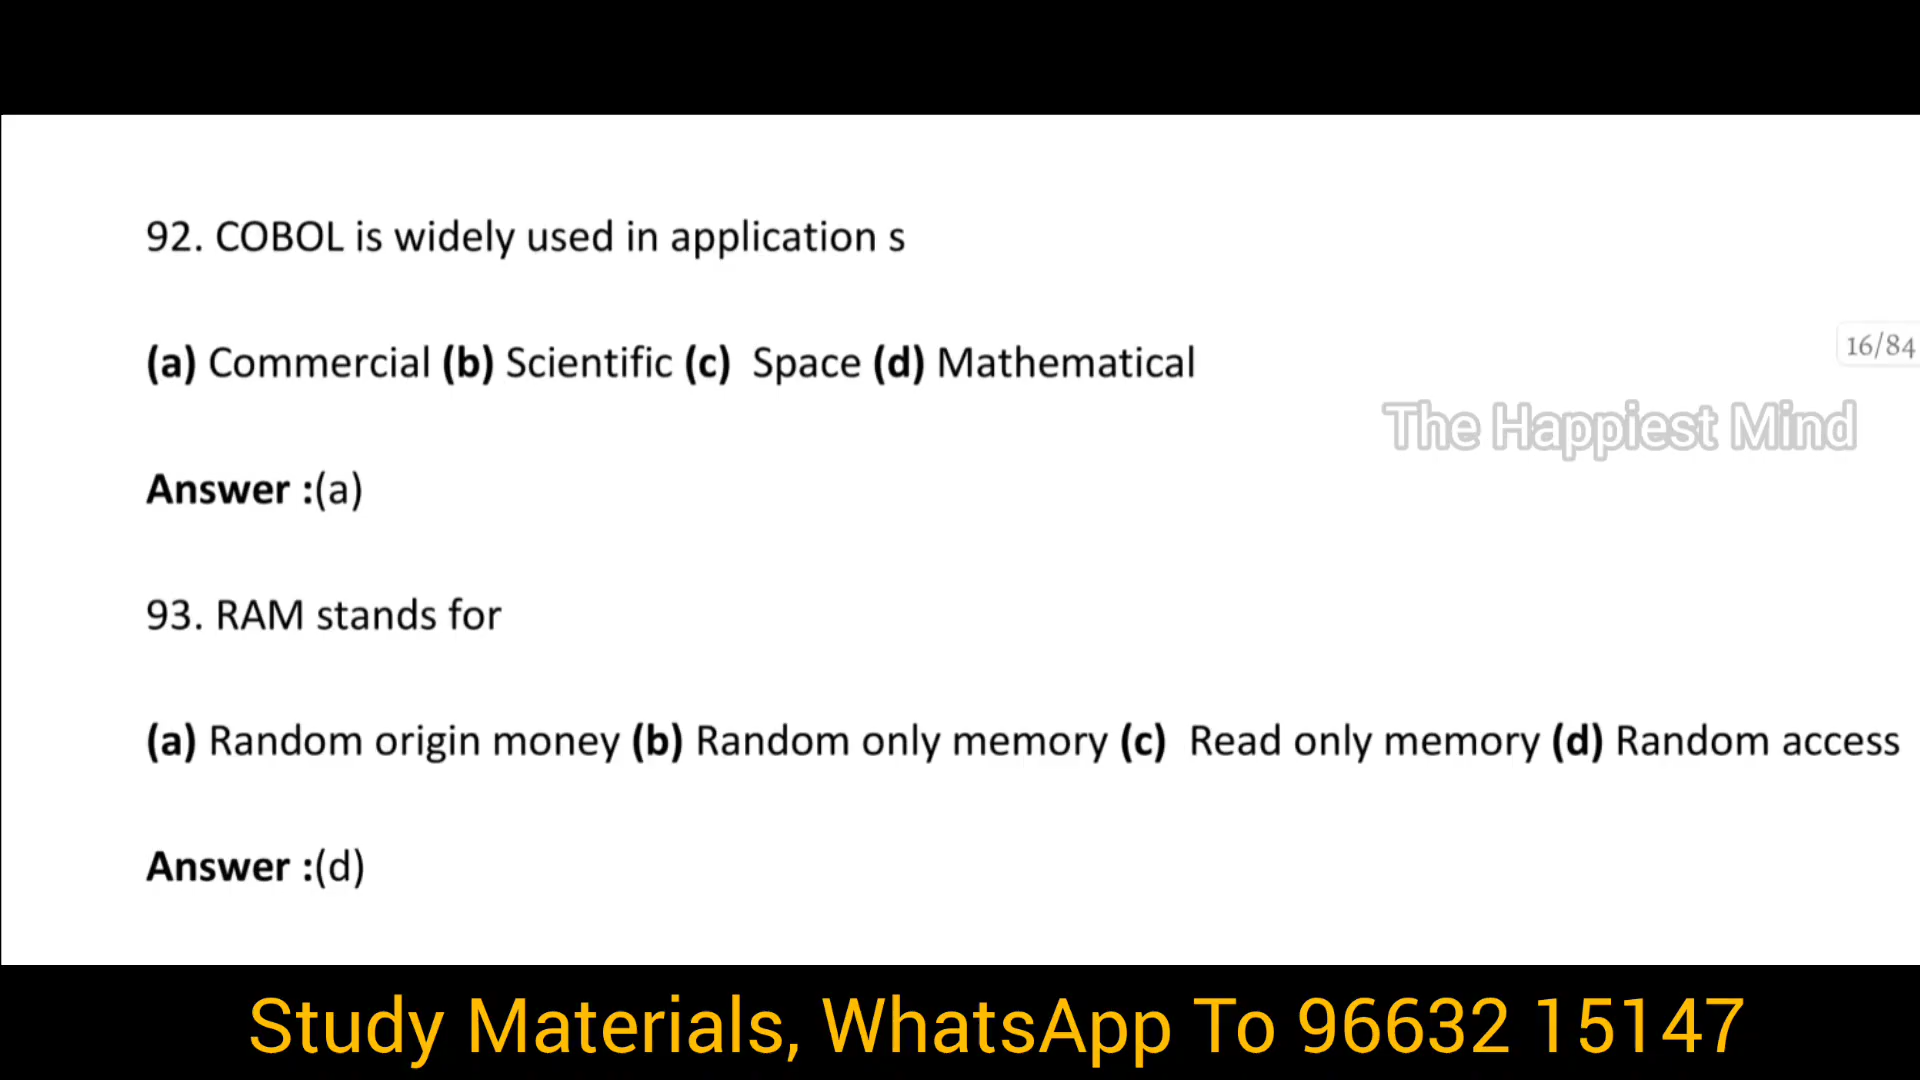 92. COBOL is widely used in application s
(a) Commercial (b) Scientific (c) Space (d) Mathematical
16/84
The Happiest Mind
Answer :(a)
93. RAM stands for
(a) Random origin money (b) Random only memory (c) Read only memory (d) Random access
Answer :(d)
Study Materials, WhatsApp To 96632 15147